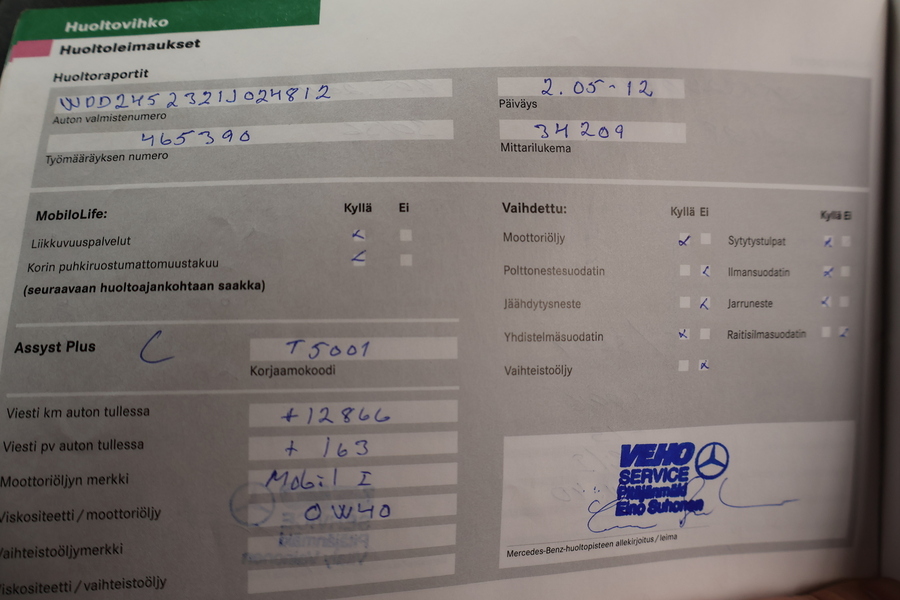 Huoltovihko
Huoltoleimaukset
Huoltoraportit
WDD2452321J024812
Auton valmistenumero
2.05-12
Päiväys
465390
Työmääräyksen numero
34209
Mittarilukema
MobiloLife: Kyllä Ei
Liikkuvuuspalvelut
Korin puhkiruostumattomuustakuu
(seuraavaan huoltoajankohtaan saakka)
Vaihdettu: Kyllä Ei Kyllä Ei
Moottoriöljy Sytytystulpat
Polttonestesuodatin Ilmansuodatin
Jäähdytysneste Jarruneste
Yhdistelmäsuodatin Raitisilmasuodatin
Vaihteistoöljy
Assyst Plus C T5001
Korjaamokoodi
Viesti km auton tullessa +12866
Viesti pv auton tullessa + 163
Moottoriöljyn merkki Mobil I
Viskositeetti / moottoriöljy 0W40
Vaihteistoöljymerkki
Viskositeetti / vaihteistoöljy
VEHO
SERVICE
Pitäjänmäki
Eino Suhonen
Mercedes-Benz-huoltopisteen allekirjoitus / leima